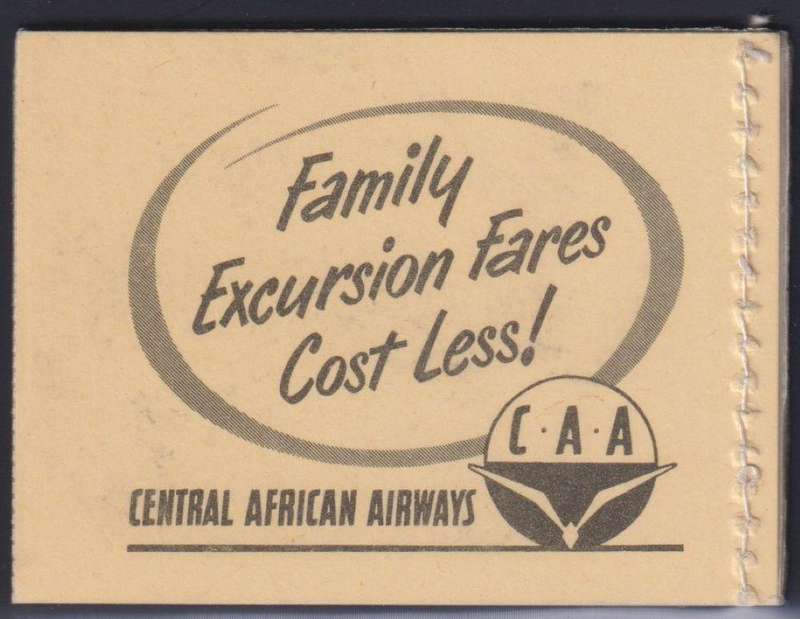 Family
Excursion Fares
Cost Less!
C·A·A
CENTRAL AFRICAN AIRWAYS